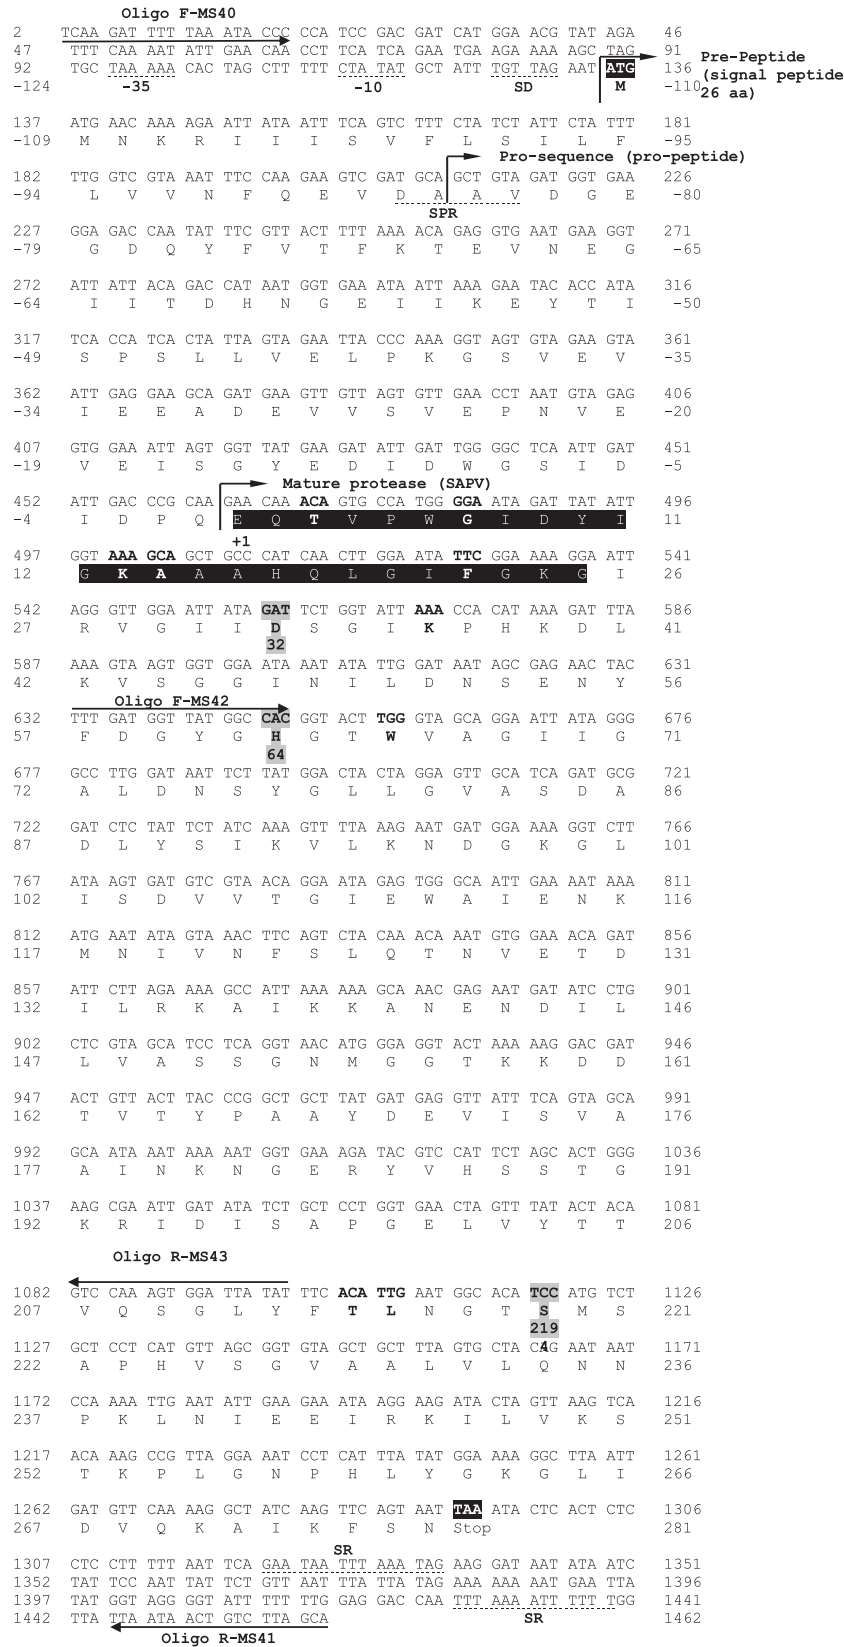 Oligo F-MS40
2 TCAA GAT TTT TAA ATA CCC CCA TCC GAC GAT CAT GGA ACG TAT AGA 46
47 TTT CAA AAT ATT GAA CAA CCT TCA TCA GAA TGA AGA AAA AGC TAG 91
Pre-Peptide
92 TGC TAA AAA CAC TAG CTT TTT CTA TAT GCT ATT TGT TAG AAT ATG 136
(signal peptide
-124 -35 -10 SD M -110
26 aa)
137 ATG AAC AAA AGA ATT ATA ATT TCA GTC TTT CTA TCT ATT CTA TTT 181
-109 M N K R I I I S V F L S I L F -95
Pro-sequence (pro-peptide)
182 TTG GTC GTA AAT TTC CAA GAA GTC GAT GCA GCT GTA GAT GGT GAA 226
-94 L V V N F Q E V D A A V D G E -80
SPR
227 GGA GAC CAA TAT TTC GTT ACT TTT AAA ACA GAG GTG AAT GAA GGT 271
-79 G D Q Y F V T F K T E V N E G -65
272 ATT ATT ACA GAC CAT AAT GGT GAA ATA ATT AAA GAA TAC ACC ATA 316
-64 I I T D H N G E I I K E Y T I -50
317 TCA CCA TCA CTA TTA GTA GAA TTA CCC AAA GGT AGT GTA GAA GTA 361
-49 S P S L L V E L P K G S V E V -35
362 ATT GAG GAA GCA GAT GAA GTT GTT AGT GTT GAA CCT AAT GTA GAG 406
-34 I E E A D E V V S V E P N V E -20
407 GTG GAA ATT AGT GGT TAT GAA GAT ATT GAT TGG GGC TCA ATT GAT 451
-19 V E I S G Y E D I D W G S I D -5
Mature protease (SAPV)
452 ATT GAC CCG CAA GAA CAA ACA GTG CCA TGG GGA ATA GAT TAT ATT 496
-4 I D P Q E Q T V P W G I D Y I 11
+1
497 GGT AAA GCA GCT GCC CAT CAA CTT GGA ATA TTC GGA AAA GGA ATT 541
12 G K A A A H Q L G I F G K G I 26
542 AGG GTT GGA ATT ATA GAT TCT GGT ATT AAA CCA CAT AAA GAT TTA 586
27 R V G I I D S G I K P H K D L 41
32
587 AAA GTA AGT GGT GGA ATA AAT ATA TTG GAT AAT AGC GAG AAC TAC 631
42 K V S G G I N I L D N S E N Y 56
Oligo F-MS42
632 TTT GAT GGT TAT GGC CAC GGT ACT TGG GTA GCA GGA ATT ATA GGG 676
57 F D G Y G H G T W V A G I I G 71
64
677 GCC TTG GAT AAT TCT TAT GGA CTA CTA GGA GTT GCA TCA GAT GCG 721
72 A L D N S Y G L L G V A S D A 86
722 GAT CTC TAT TCT ATC AAA GTT TTA AAG AAT GAT GGA AAA GGT CTT 766
87 D L Y S I K V L K N D G K G L 101
767 ATA AGT GAT GTC GTA ACA GGA ATA GAG TGG GCA ATT GAA AAT AAA 811
102 I S D V V T G I E W A I E N K 116
812 ATG AAT ATA GTA AAC TTC AGT CTA CAA ACA AAT GTG GAA ACA GAT 856
117 M N I V N F S L Q T N V E T D 131
857 ATT CTT AGA AAA GCC ATT AAA AAA GCA AAC GAG AAT GAT ATC CTG 901
132 I L R K A I K K A N E N D I L 146
902 CTC GTA GCA TCC TCA GGT AAC ATG GGA GGT ACT AAA AAG GAC GAT 946
147 L V A S S G N M G G T K K D D 161
947 ACT GTT ACT TAC CCG GCT GCT TAT GAT GAG GTT ATT TCA GTA GCA 991
162 T V T Y P A A Y D E V I S V A 176
992 GCA ATA AAT AAA AAT GGT GAA AGA TAC GTC CAT TCT AGC ACT GGG 1036
177 A I N K N G E R Y V H S S T G 191
1037 AAG CGA ATT GAT ATA TCT GCT CCT GGT GAA CTA GTT TAT ACT ACA 1081
192 K R I D I S A P G E L V Y T T 206
Oligo R-MS43
1082 GTC CAA AGT GGA TTA TAT TTC ACA TTG AAT GGC ACA TCC ATG TCT 1126
207 V Q S G L Y F T L N G T S M S 221
219
1127 GCT CCT CAT GTT AGC GGT GTA GCT GCT TTA GTG CTA CAG AAT AAT 1171
4
222 A P H V S G V A A L V L Q N N 236
1172 CCA AAA TTG AAT ATT GAA GAA ATA AGG AAG ATA CTA GTT AAG TCA 1216
237 P K L N I E E I R K I L V K S 251
1217 ACA AAG CCG TTA GGA AAT CCT CAT TTA TAT GGA AAA GGC TTA ATT 1261
252 T K P L G N P H L Y G K G L I 266
1262 GAT GTT CAA AAG GCT ATC AAG TTC AGT AAT TAA ATA CTC ACT CTC 1306
267 D V Q K A I K F S N Stop 281
SR
1307 CTC CTT TTT AAT TCA GAA TAA TTT AAA TAG AAG GAT AAT ATA ATC 1351
1352 TAT TCC AAT TAT TCT GTT AAT TTA TTA TAG AAA AAA AAT GAA TTA 1396
1397 TAT GGT AGG GGT ATT TTT TTG GAG GAC CAA TTT AAA ATT TTT TGG 1441
1442 TTA TTA ATA ACT GTC TTA GCA SR 1462
Oligo R-MS41